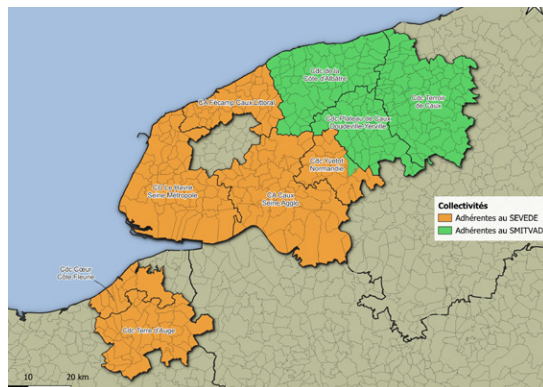 Cdc de la
Côte d'Albâtre
Cdc Terroir
de Caux
CA Fécamp Caux Littoral
Cdc Plateau de Caux
Doudeville-Yerville
Cdc Yvetot
Normandie
CU Le Havre
Seine Métropole
CA Caux
Seine Agglo
Collectivités
Adhérentes au SEVEDE
Adhérentes au SMITVAD
Cdc Cœur
Côte Fleurie
Cdc Terre d'Auge
10
20 km